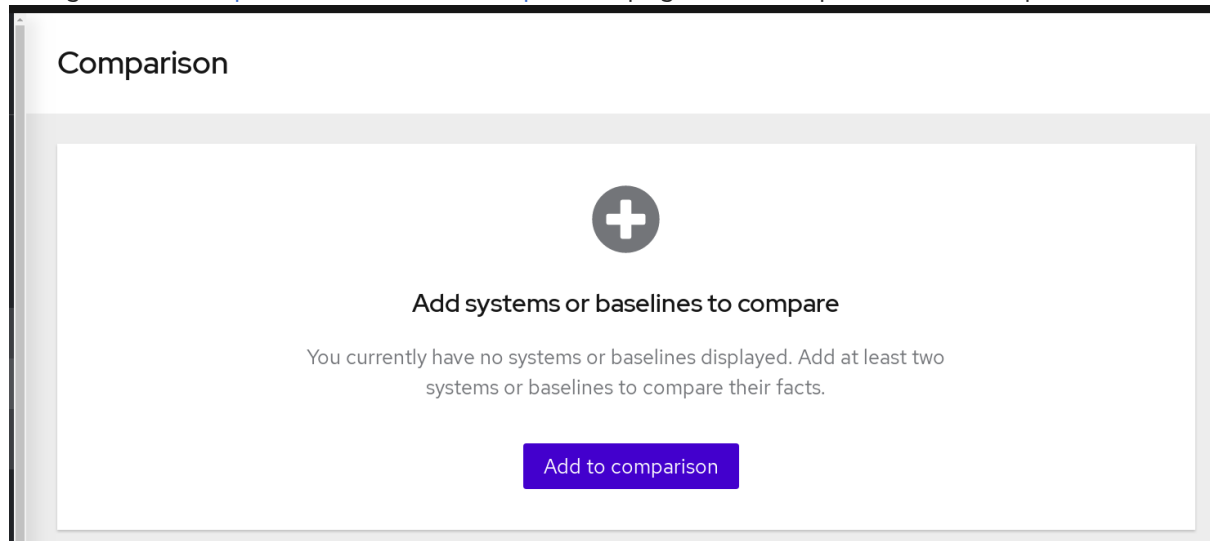 Comparison
Add systems or baselines to compare
You currently have no systems or baselines displayed. Add at least two
systems or baselines to compare their facts.
Add to comparison